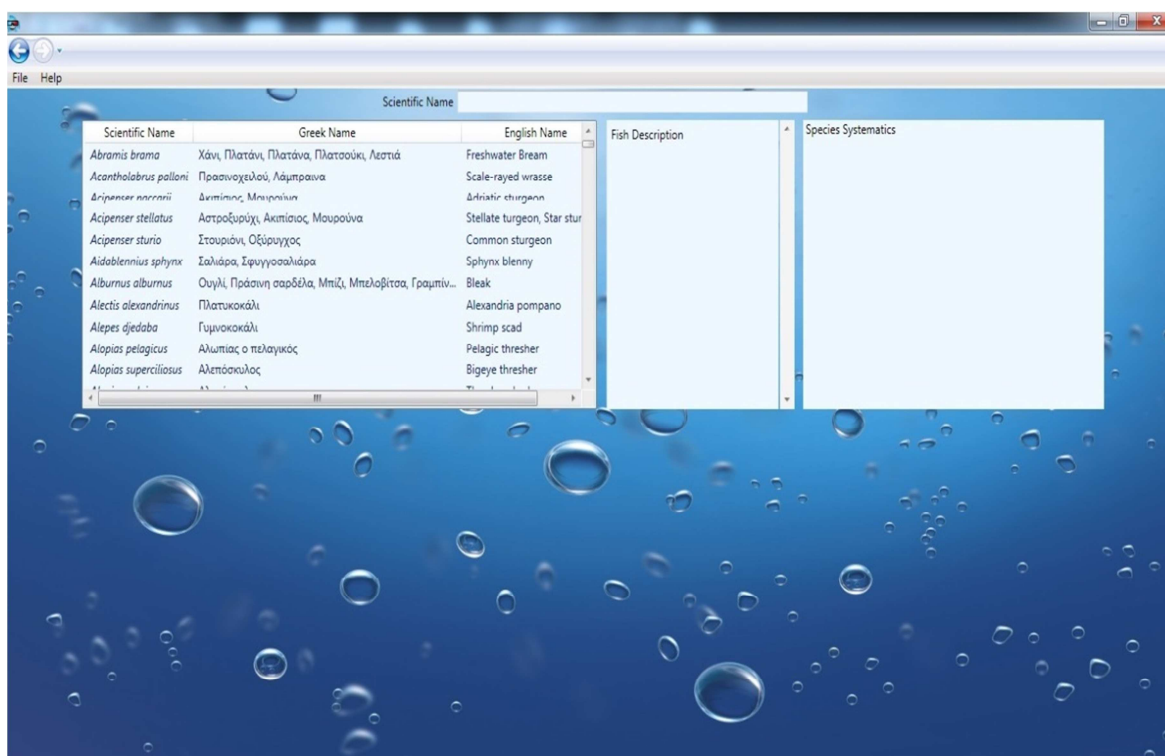 File Help
Scientific Name
Scientific Name Greek Name English Name
Abramis brama Χάνι, Πλατάνι, Πλατάνα, Πλατσούκι, Λεστιά Freshwater Bream
Acantholabrus palloni Πρασινοχειλού, Λάμπραινα Scale-rayed wrasse
Acipenser naccarii Ακιπίσιος, Μουρούνα Adriatic sturgeon
Acipenser stellatus Αστροξυρύχι, Ακιπίσιος, Μουρούνα Stellate turgeon, Star stur
Acipenser sturio Στουριόνι, Οξύρυγχος Common sturgeon
Aidablennius sphynx Σαλιάρα, Σφυγγοσαλιάρα Sphynx blenny
Alburnus alburnus Ουγλί, Πράσινη σαρδέλα, Μπίζι, Μπελοβίτσα, Γραμπίν... Bleak
Alectis alexandrinus Πλατυκοκάλι Alexandria pompano
Alepes djedaba Γυμνοκοκάλι Shrimp scad
Alopias pelagicus Αλωπίας ο πελαγικός Pelagic thresher
Alopias superciliosus Αλεπόσκυλος Bigeye thresher
Fish Description
Species Systematics